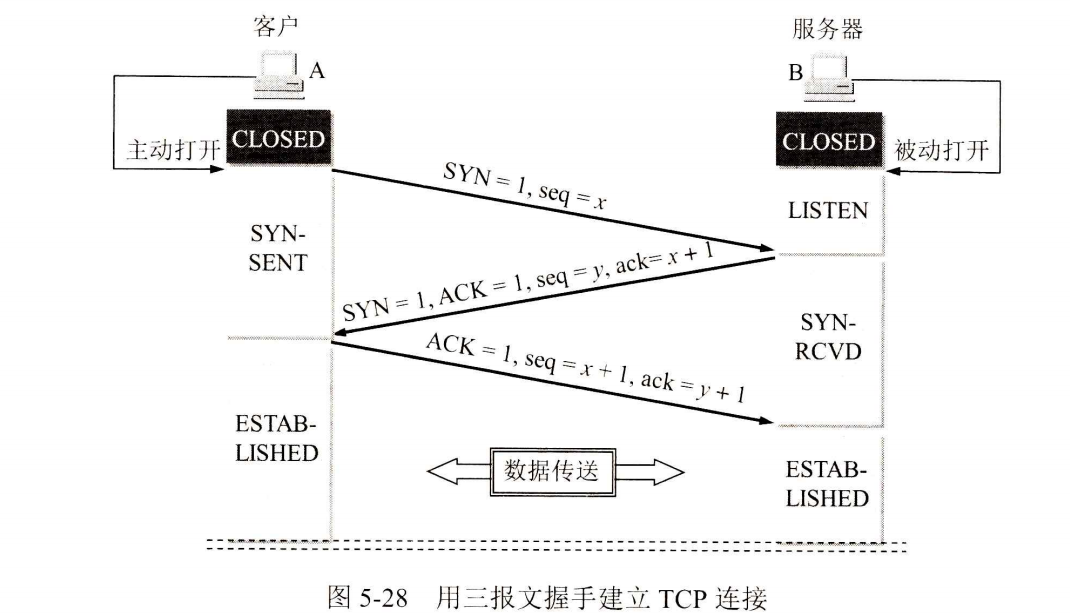 客户
服务器
A
B
主动打开
CLOSED
CLOSED
被动打开
SYN = 1, seq = x
LISTEN
SYN-
SENT
SYN = 1, ACK = 1, seq = y, ack= x + 1
SYN-
RCVD
ACK = 1, seq = x + 1, ack = y + 1
ESTAB-
LISHED
数据传送
ESTAB-
LISHED
图 5-28 用三报文握手建立 TCP 连接